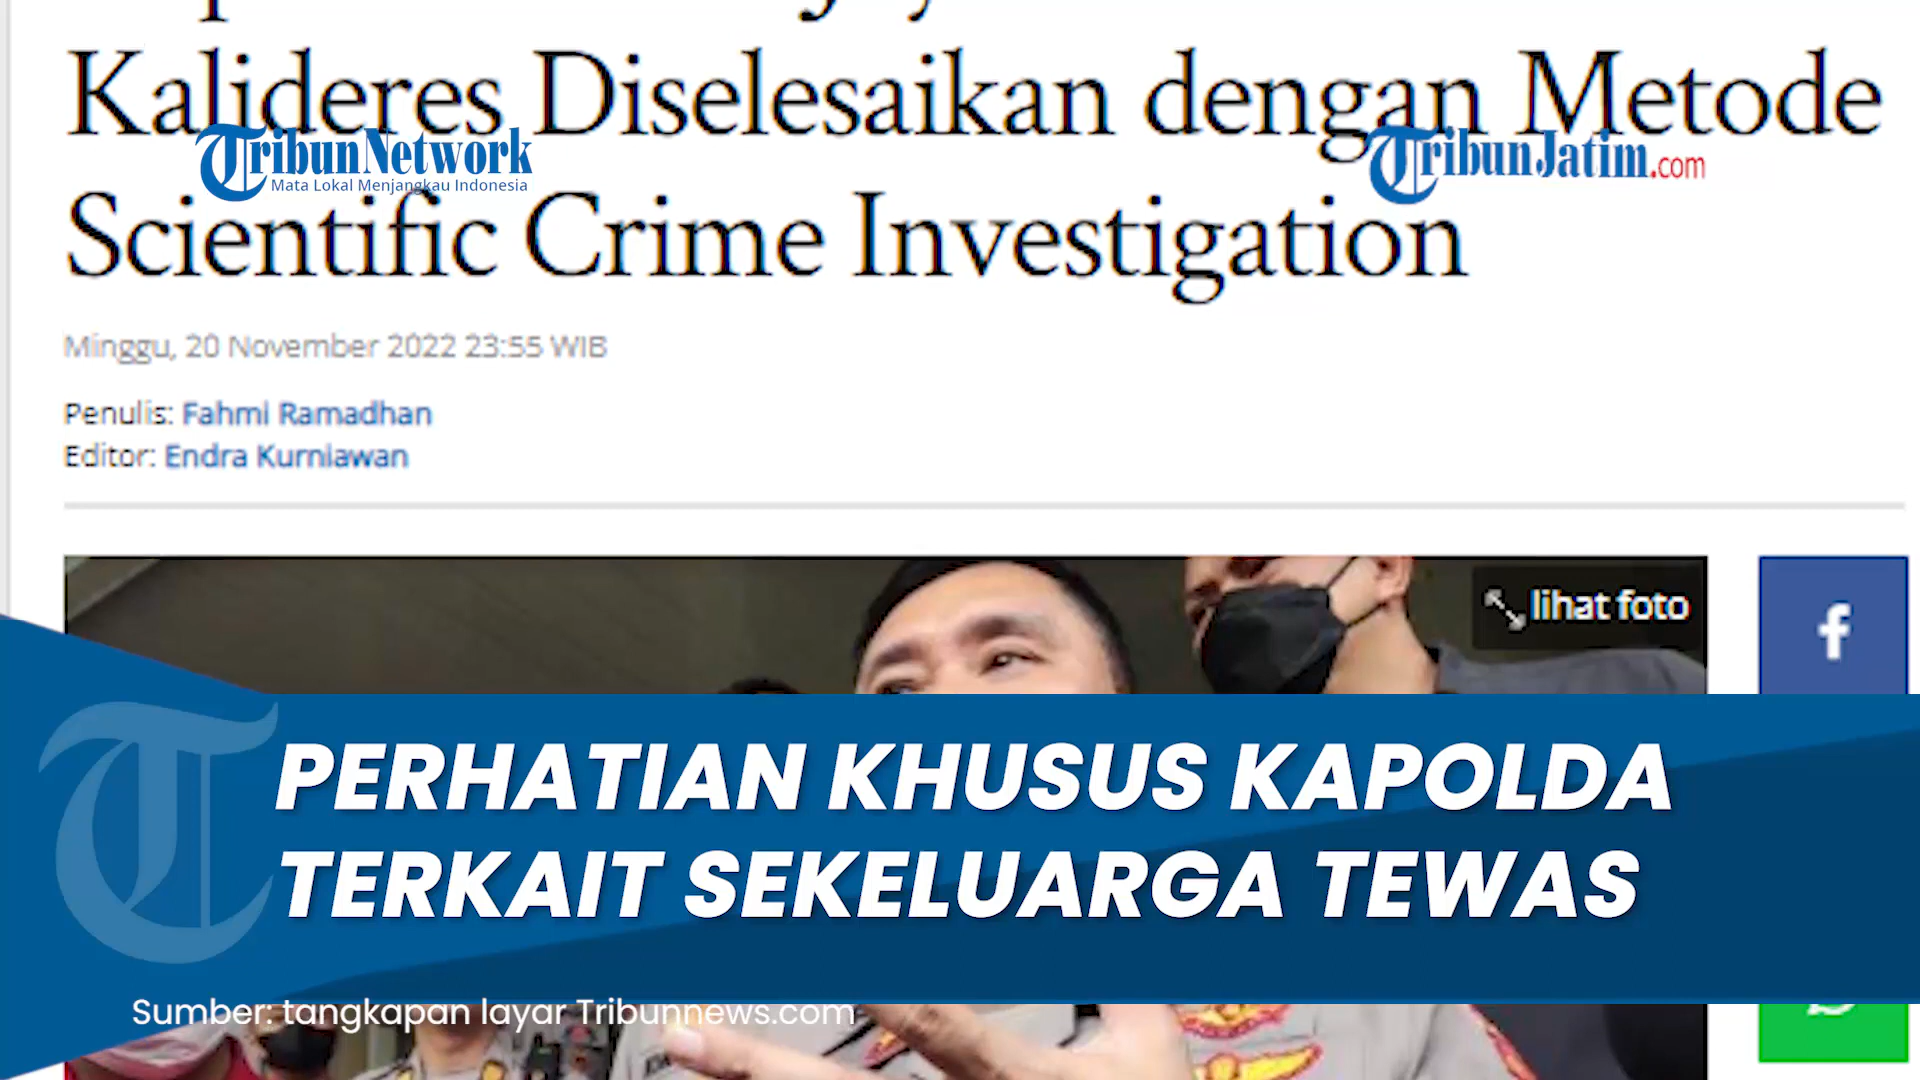 Kalideres Diselesaikan dengan Metode
TribunNetwork
Mata Lokal Menjangkau Indonesia
TribunJatim.com
Scientific Crime Investigation
Minggu, 20 November 2022 23:55 WIB
Penulis: Fahmi Ramadhan
Editor: Endra Kurniawan
lihat foto
f
T
PERHATIAN KHUSUS KAPOLDA
TERKAIT SEKELUARGA TEWAS
Sumber: tangkapan layar Tribunnews.com